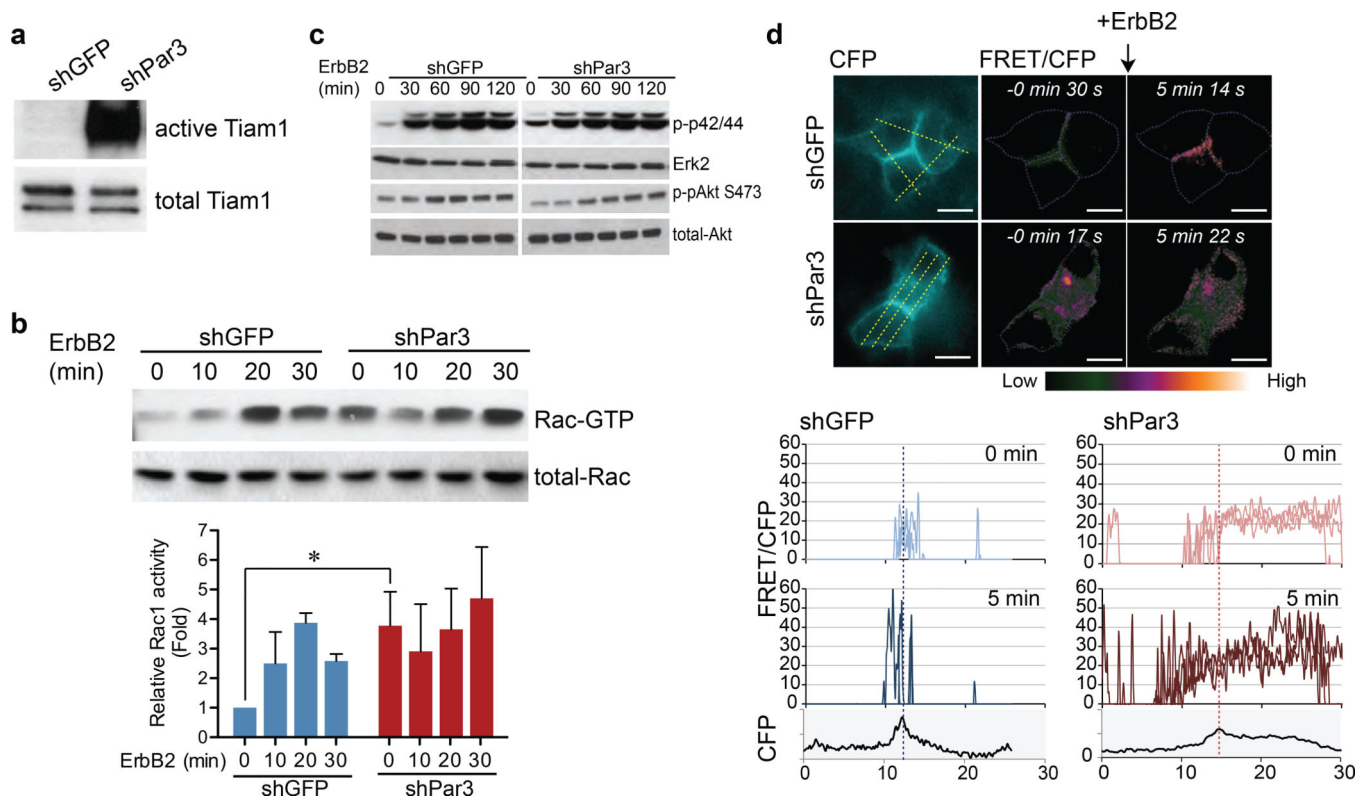 a
shGFP
shPar3
active Tiam1
total Tiam1
c
ErbB2
(min)
shGFP
shPar3
0 30 60 90 120 0 30 60 90 120
p-p42/44
Erk2
p-pAkt S473
total-Akt
b
ErbB2
(min)
shGFP
shPar3
0 10 20 30 0 10 20 30
Rac-GTP
total-Rac
Relative Rac1 activity
(Fold)
7
6
5
4
3
2
1
0
*
ErbB2 (min) 0 10 20 30 0 10 20 30
shGFP
shPar3
d
+ErbB2
CFP
FRET/CFP
shGFP
-0 min 30 s
5 min 14 s
shPar3
-0 min 17 s
5 min 22 s
Low
High
shGFP
60
50
40
30
20
10
0
0 min
shPar3
60
50
40
30
20
10
0
0 min
FRET/CFP
60
50
40
30
20
10
0
5 min
60
50
40
30
20
10
0
5 min
CFP
0
0 10 20 30
0
0 10 20 30